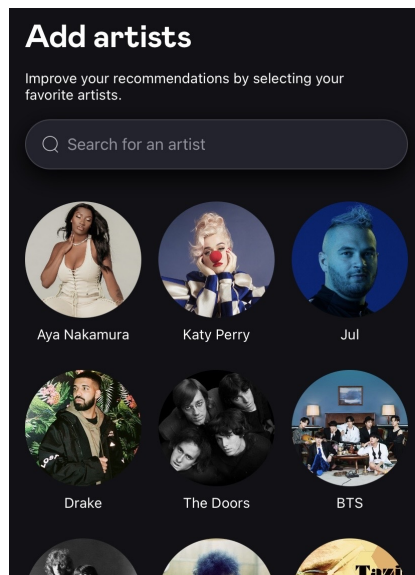 Add artists
Improve your recommendations by selecting your
favorite artists.
Search for an artist
Aya Nakamura
Katy Perry
Jul
Drake
The Doors
BTS
Tazi